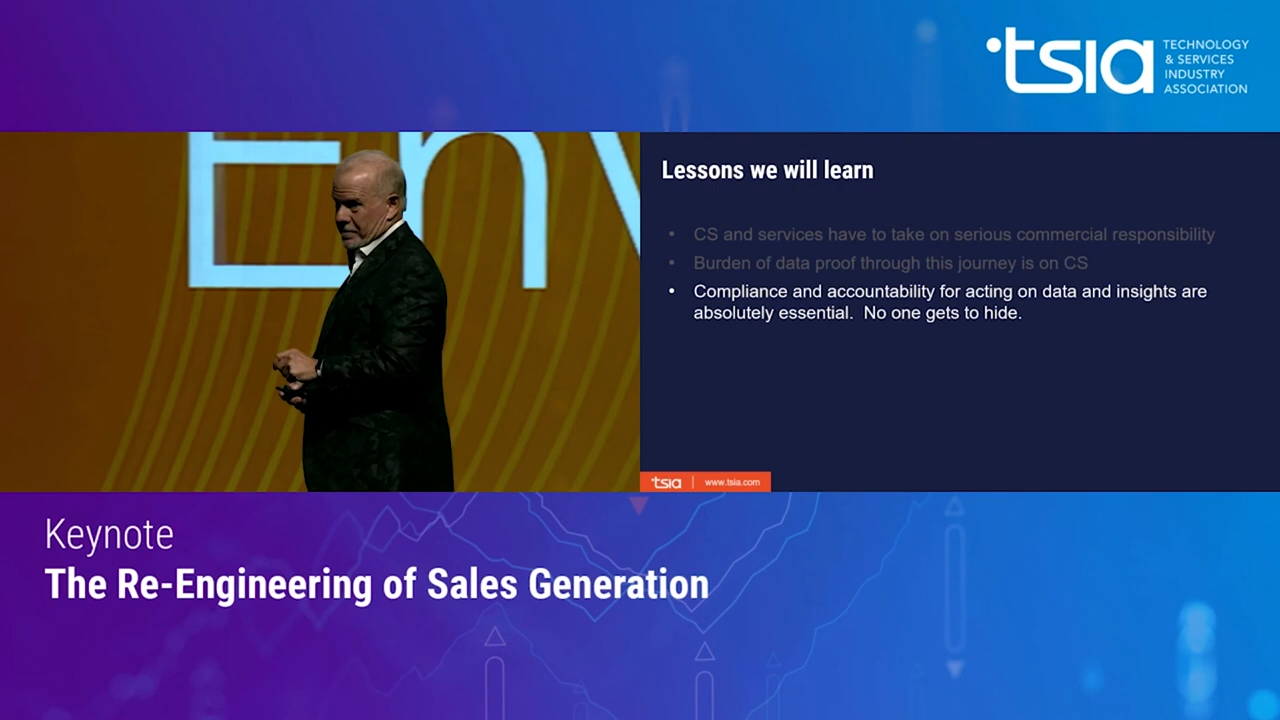 tsia
TECHNOLOGY
& SERVICES
INDUSTRY
ASSOCIATION
Env
Lessons we will learn
• CS and services have to take on serious commercial responsibility
• Burden of data proof through this journey is on CS
• Compliance and accountability for acting on data and insights are
absolutely essential. No one gets to hide.
tsia | www.tsia.com
Keynote
The Re-Engineering of Sales Generation